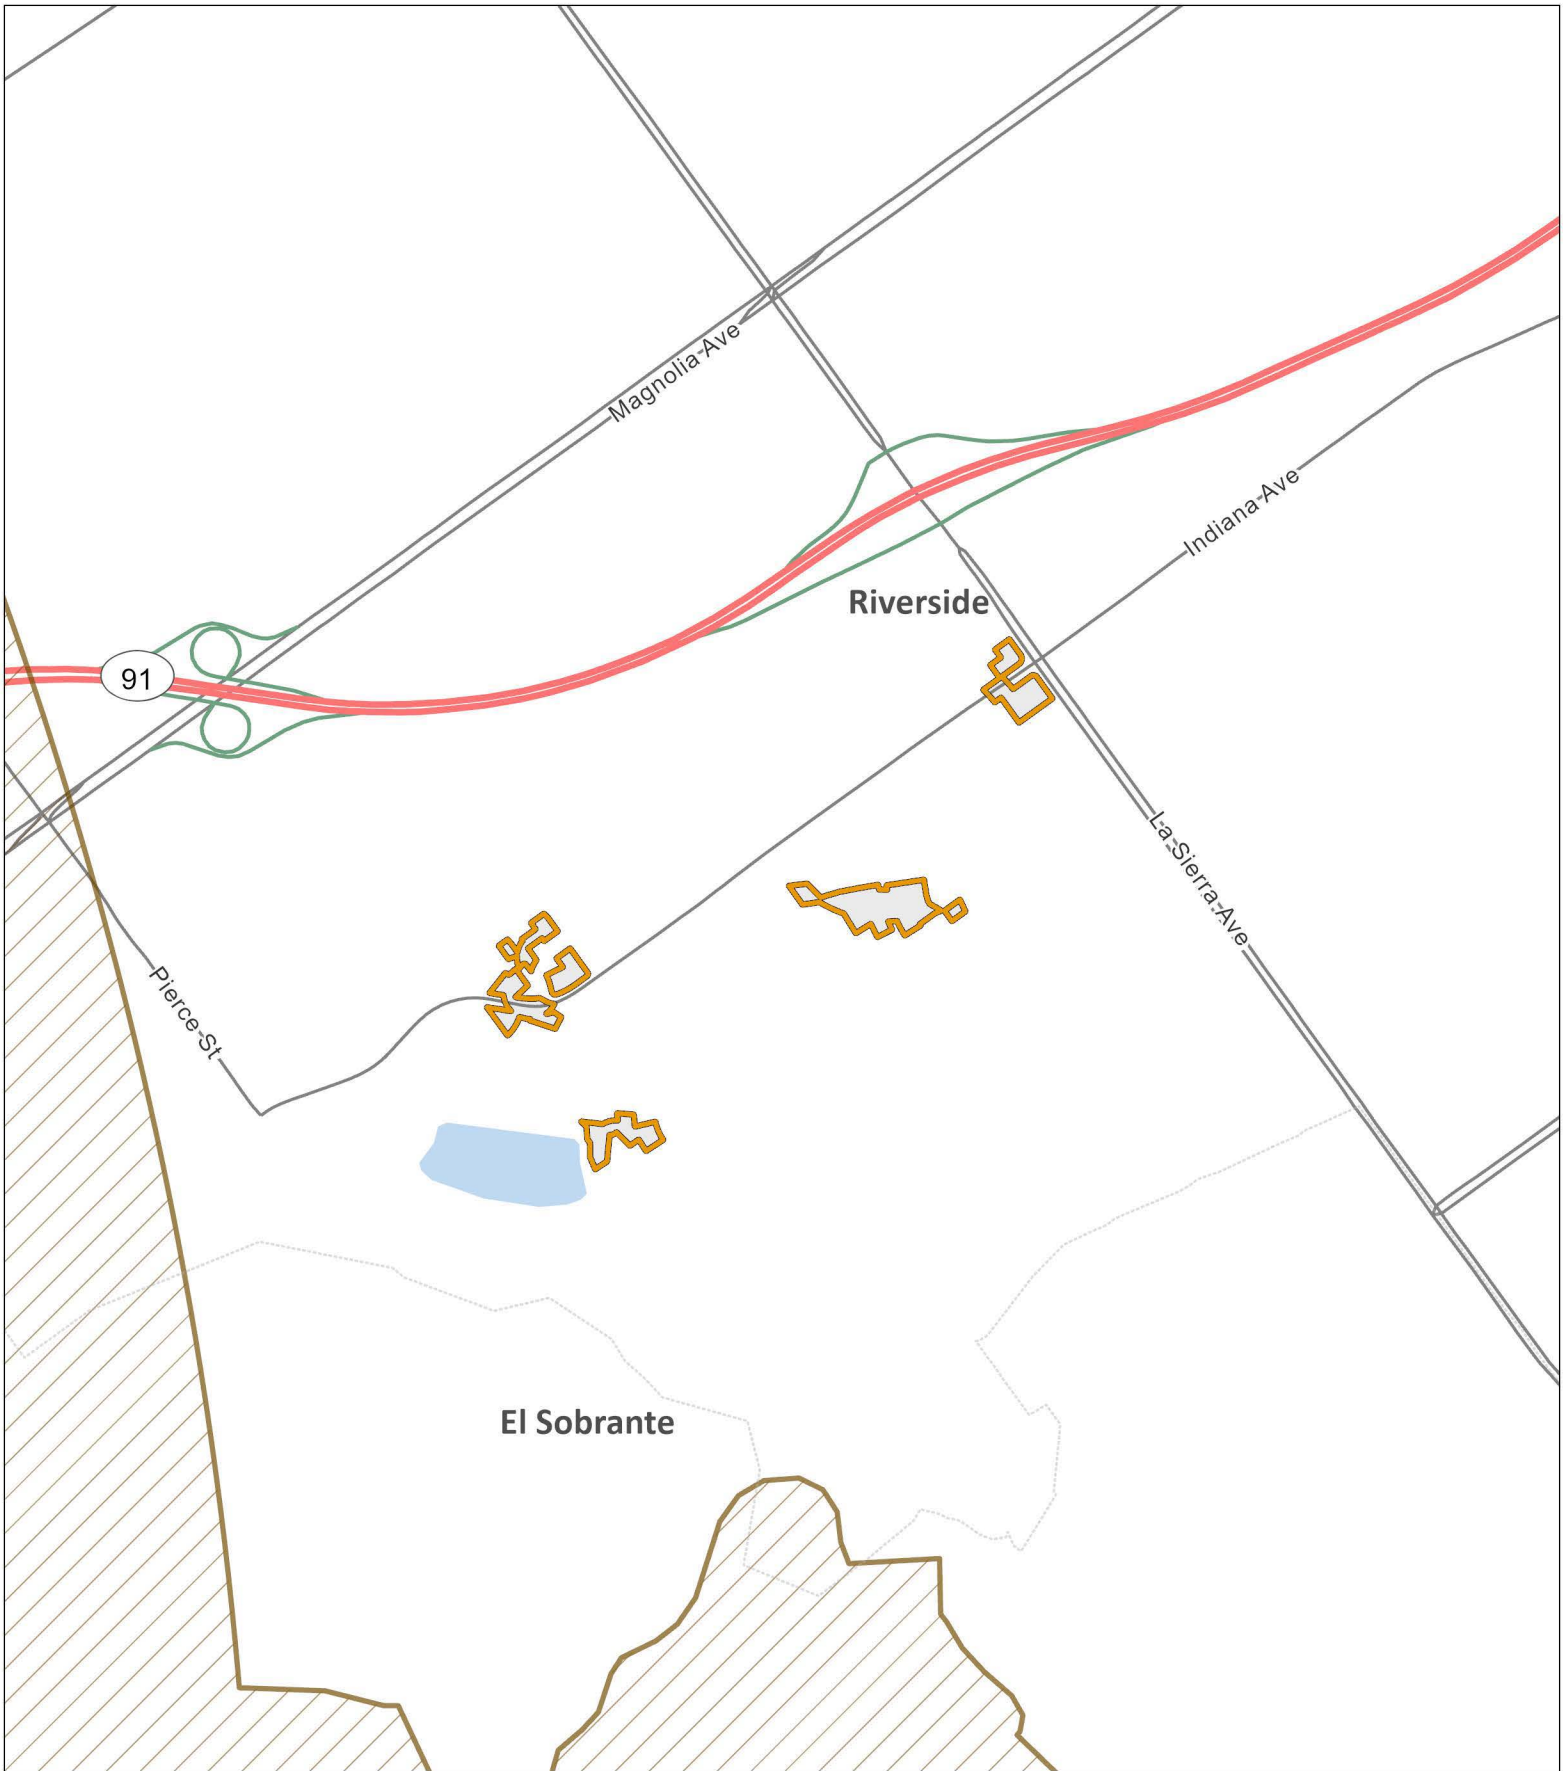 Magnolia Ave
Indiana Ave
Riverside
91
La Sierra Ave
Pierce St
El Sobrante